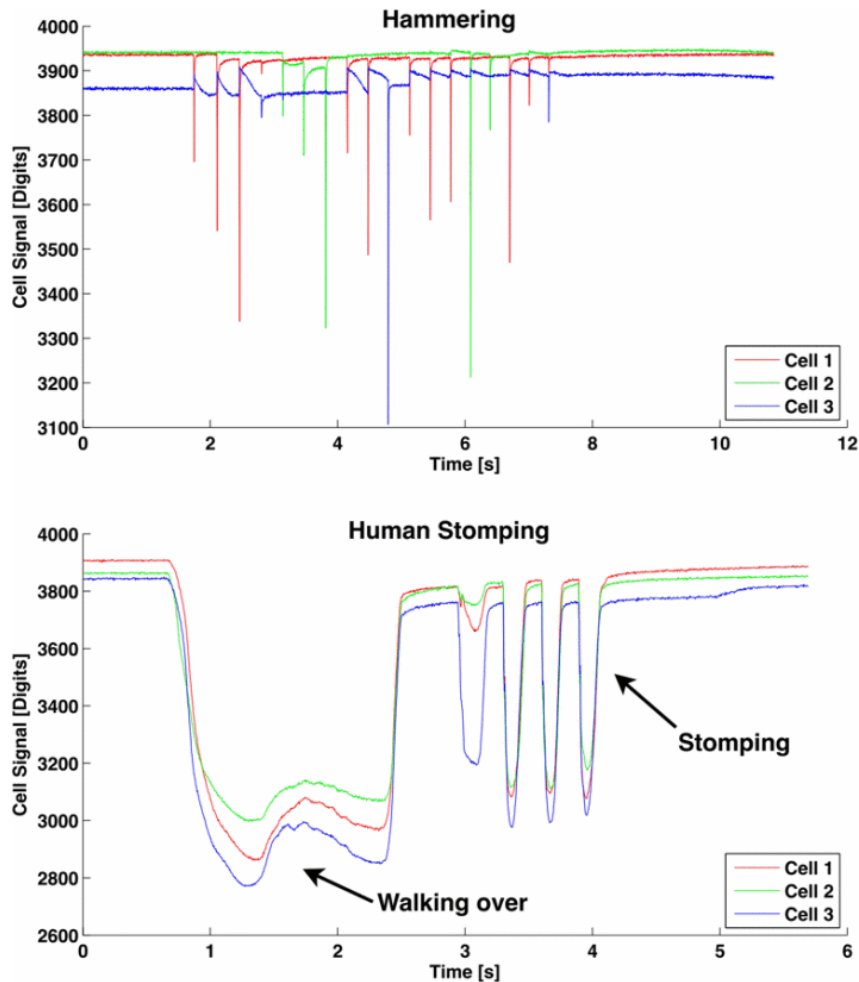 Hammering
4000
3900
3800
3700
3600
3500
3400
3300
3200
3100
Cell Signal [Digits]
0 2 4 6 8 10 12
Time [s]
Cell 1
Cell 2
Cell 3
Human Stomping
4000
3800
3600
3400
3200
3000
2800
2600
Cell Signal [Digits]
Stomping
Walking over
Cell 1
Cell 2
Cell 3
0 1 2 3 4 5 6
Time [s]